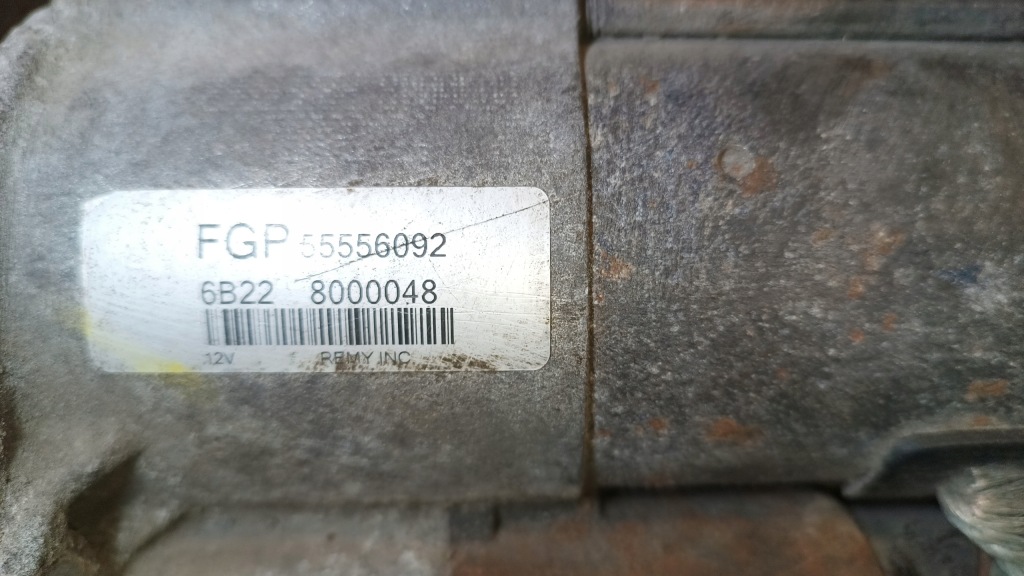 FGP 55556092
6B22 8000048
12V REMY INC